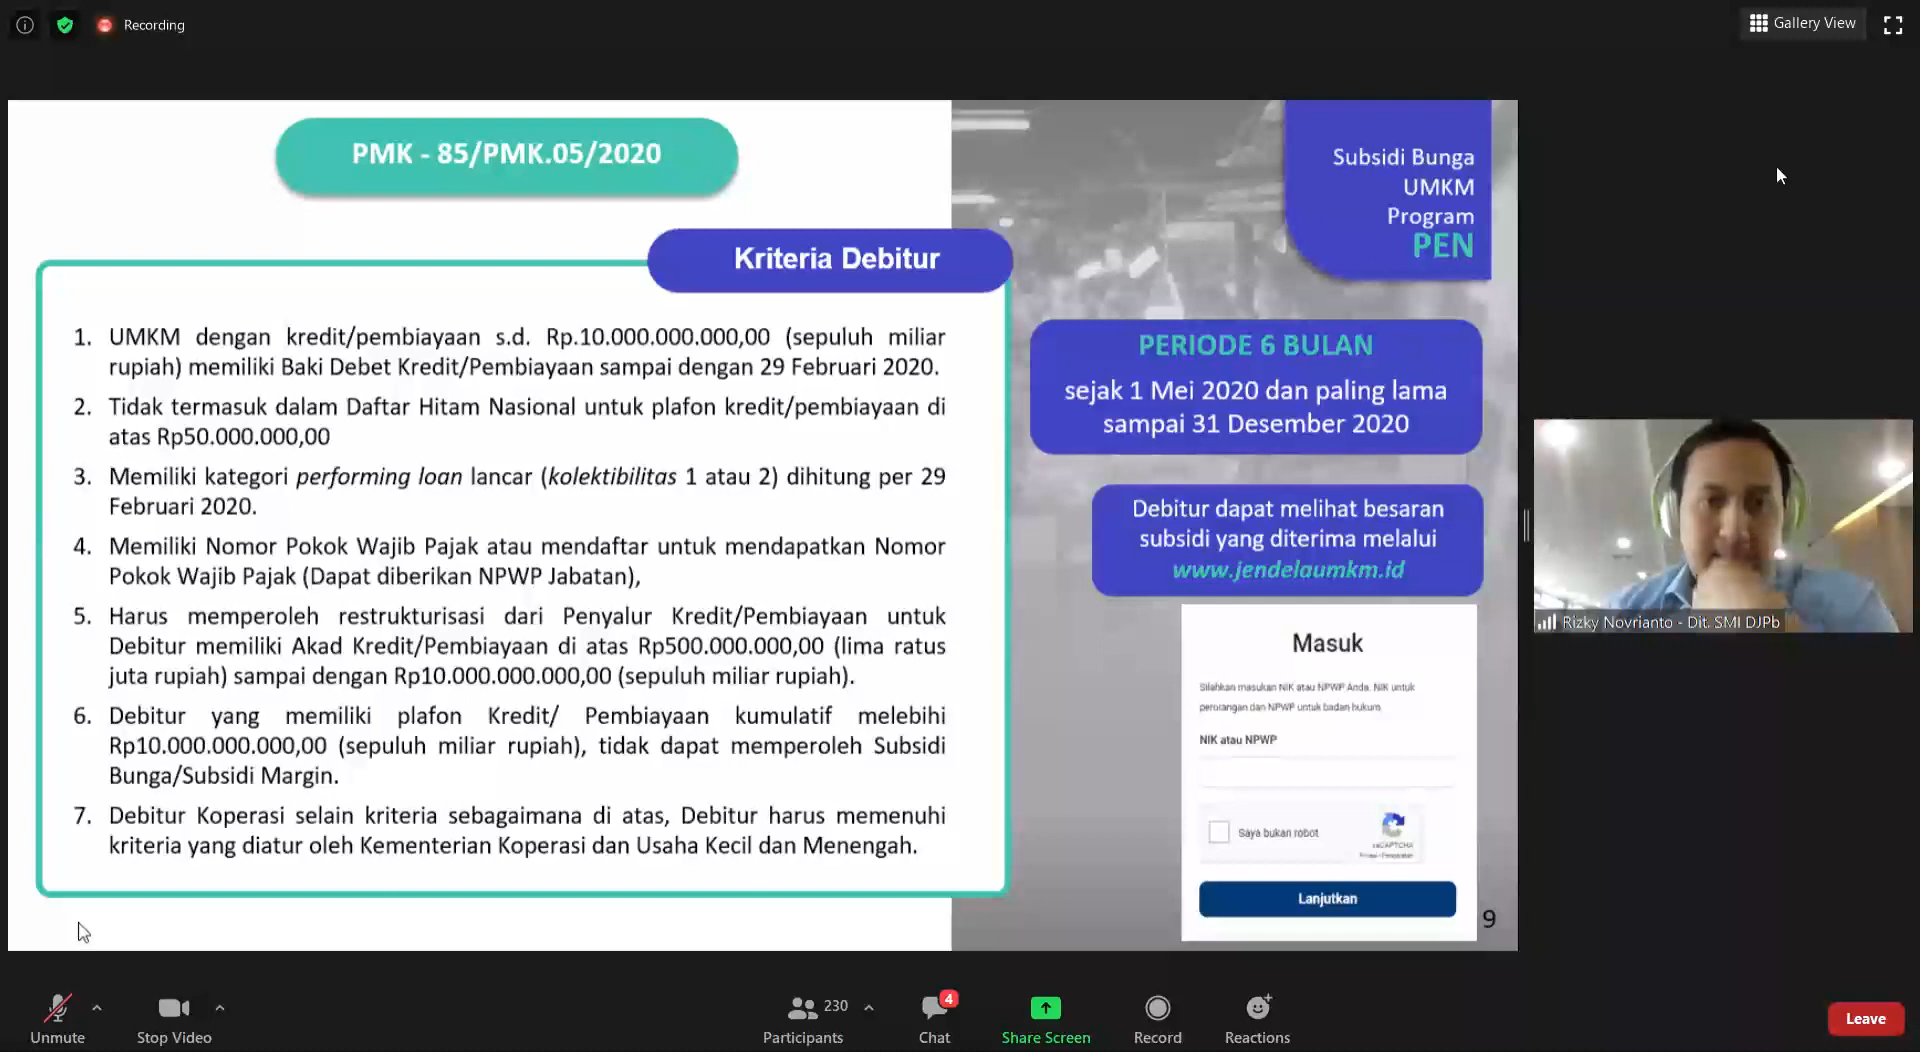 Recording
Gallery View
PMK - 85/PMK.05/2020
Kriteria Debitur
1. UMKM dengan kredit/pembiayaan s.d. Rp.10.000.000.000,00 (sepuluh miliar
rupiah) memiliki Baki Debet Kredit/Pembiayaan sampai dengan 29 Februari 2020.
2. Tidak termasuk dalam Daftar Hitam Nasional untuk plafon kredit/pembiayaan di
atas Rp50.000.000,00
3. Memiliki kategori performing loan lancar (kolektibilitas 1 atau 2) dihitung per 29
Februari 2020.
4. Memiliki Nomor Pokok Wajib Pajak atau mendaftar untuk mendapatkan Nomor
Pokok Wajib Pajak (Dapat diberikan NPWP Jabatan),
5. Harus memperoleh restrukturisasi dari Penyalur Kredit/Pembiayaan untuk
Debitur memiliki Akad Kredit/Pembiayaan di atas Rp500.000.000,00 (lima ratus
juta rupiah) sampai dengan Rp10.000.000.000,00 (sepuluh miliar rupiah).
6. Debitur yang memiliki plafon Kredit/ Pembiayaan kumulatif melebihi
Rp10.000.000.000,00 (sepuluh miliar rupiah), tidak dapat memperoleh Subsidi
Bunga/Subsidi Margin.
7. Debitur Koperasi selain kriteria sebagaimana di atas, Debitur harus memenuhi
kriteria yang diatur oleh Kementerian Koperasi dan Usaha Kecil dan Menengah.
Subsidi Bunga
UMKM
Program
PEN
PERIODE 6 BULAN
sejak 1 Mei 2020 dan paling lama
sampai 31 Desember 2020
Debitur dapat melihat besaran
subsidi yang diterima melalui
www.jendelaumkm.id
Masuk
Silahkan masukan NIK atau NPWP Anda. NIK untuk
perorangan dan NPWP untuk badan hukum.
NIK atau NPWP
Saya bukan robot
reCAPTCHA
Lanjutkan
9
Rizky Novrianto - Dit. SMI DJPb
Unmute
Stop Video
230
Participants
4
Chat
Share Screen
Record
Reactions
Leave